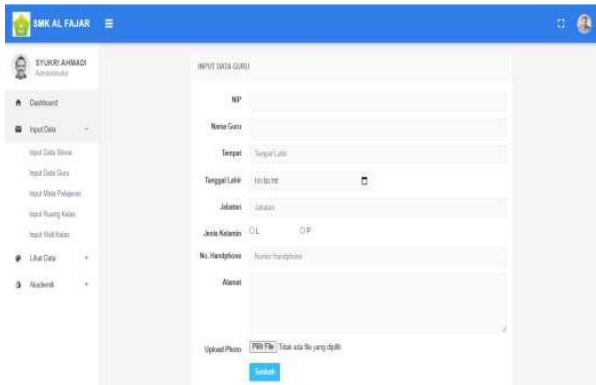 SMK AL FAJAR
SYUKRI AHMADI
Administrator
Dashboard
Input Data
Input Data Siswa
Input Data Guru
Input Mata Pelajaran
Input Ruang Kelas
Input Wali Kelas
Lihat Data
Akademik
INPUT DATA GURU
NIP
Nama Guru
Tempat
Tempat Lahir
Tanggal Lahir
hh/bb/tttt
Jabatan
Jabatan
Jenis Kelamin
L
P
No. Handphone
Nomor Handphone
Alamat
Upload Photo
Pilih File
Tidak ada file yang dipilih
Tambah